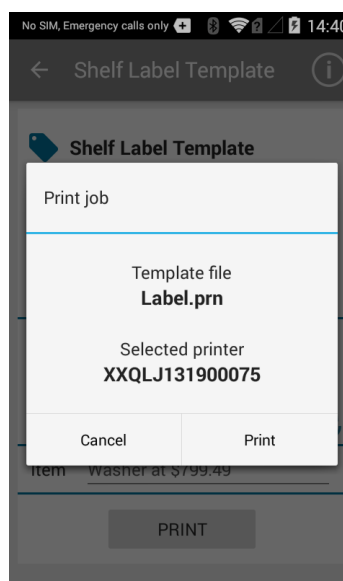 No SIM, Emergency calls only 14:40
Shelf Label Template
Shelf Label Template
Print job
Template file
Label.prn
Selected printer
XXQLJ131900075
Cancel Print
Item Washer at $799.49
PRINT